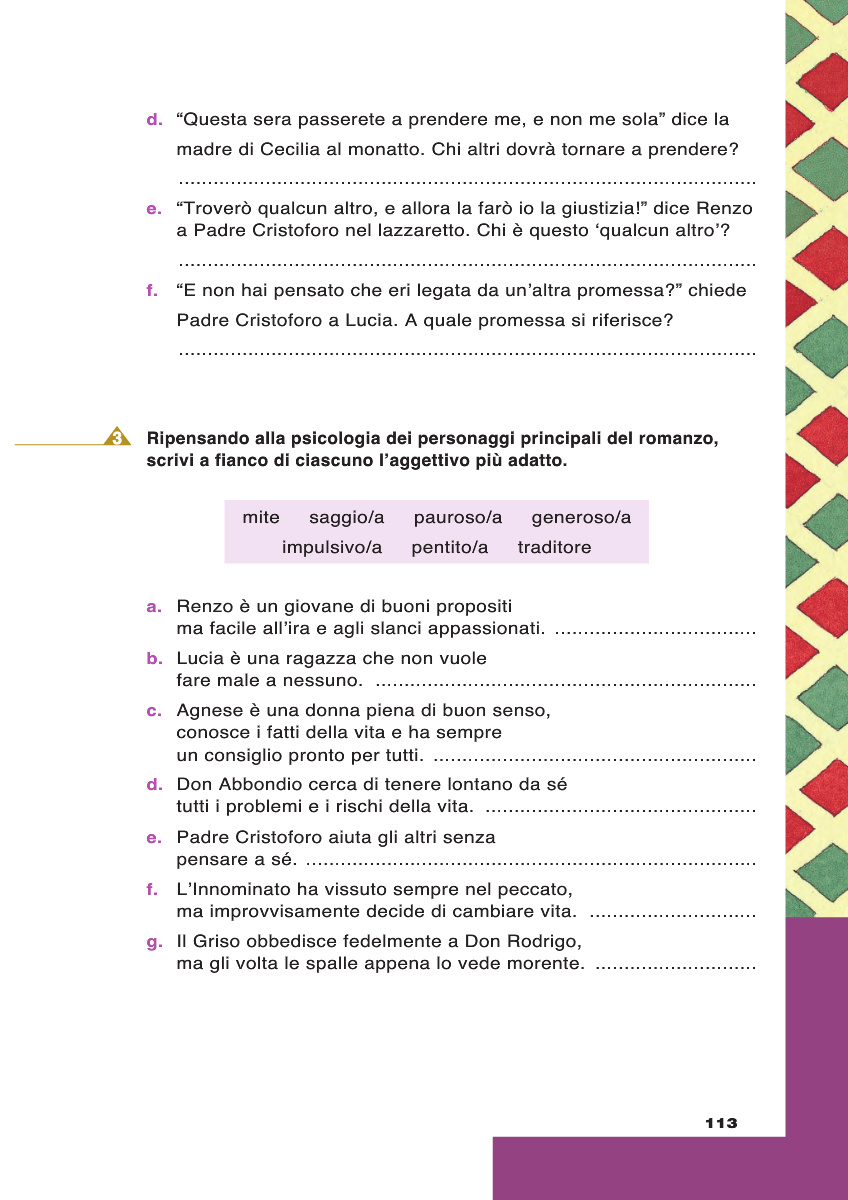 d. “Questa sera passerete a prendere me, e non me sola” dice la
madre di Cecilia al monatto. Chi altri dovrà tornare a prendere?
....................................................................................................
e. “Troverò qualcun altro, e allora la farò io la giustizia!” dice Renzo
a Padre Cristoforo nel lazzaretto. Chi è questo ‘qualcun altro’?
....................................................................................................
f. “E non hai pensato che eri legata da un’altra promessa?” chiede
Padre Cristoforo a Lucia. A quale promessa si riferisce?
....................................................................................................
3 Ripensando alla psicologia dei personaggi principali del romanzo,
scrivi a fianco di ciascuno l’aggettivo più adatto.
mite saggio/a pauroso/a generoso/a
impulsivo/a pentito/a traditore
a. Renzo è un giovane di buoni propositi
ma facile all’ira e agli slanci appassionati. ...................................
b. Lucia è una ragazza che non vuole
fare male a nessuno. ..................................................................
c. Agnese è una donna piena di buon senso,
conosce i fatti della vita e ha sempre
un consiglio pronto per tutti. ........................................................
d. Don Abbondio cerca di tenere lontano da sé
tutti i problemi e i rischi della vita. ...............................................
e. Padre Cristoforo aiuta gli altri senza
pensare a sé. ..............................................................................
f. L’Innominato ha vissuto sempre nel peccato,
ma improvvisamente decide di cambiare vita. .............................
g. Il Griso obbedisce fedelmente a Don Rodrigo,
ma gli volta le spalle appena lo vede morente. ............................
113